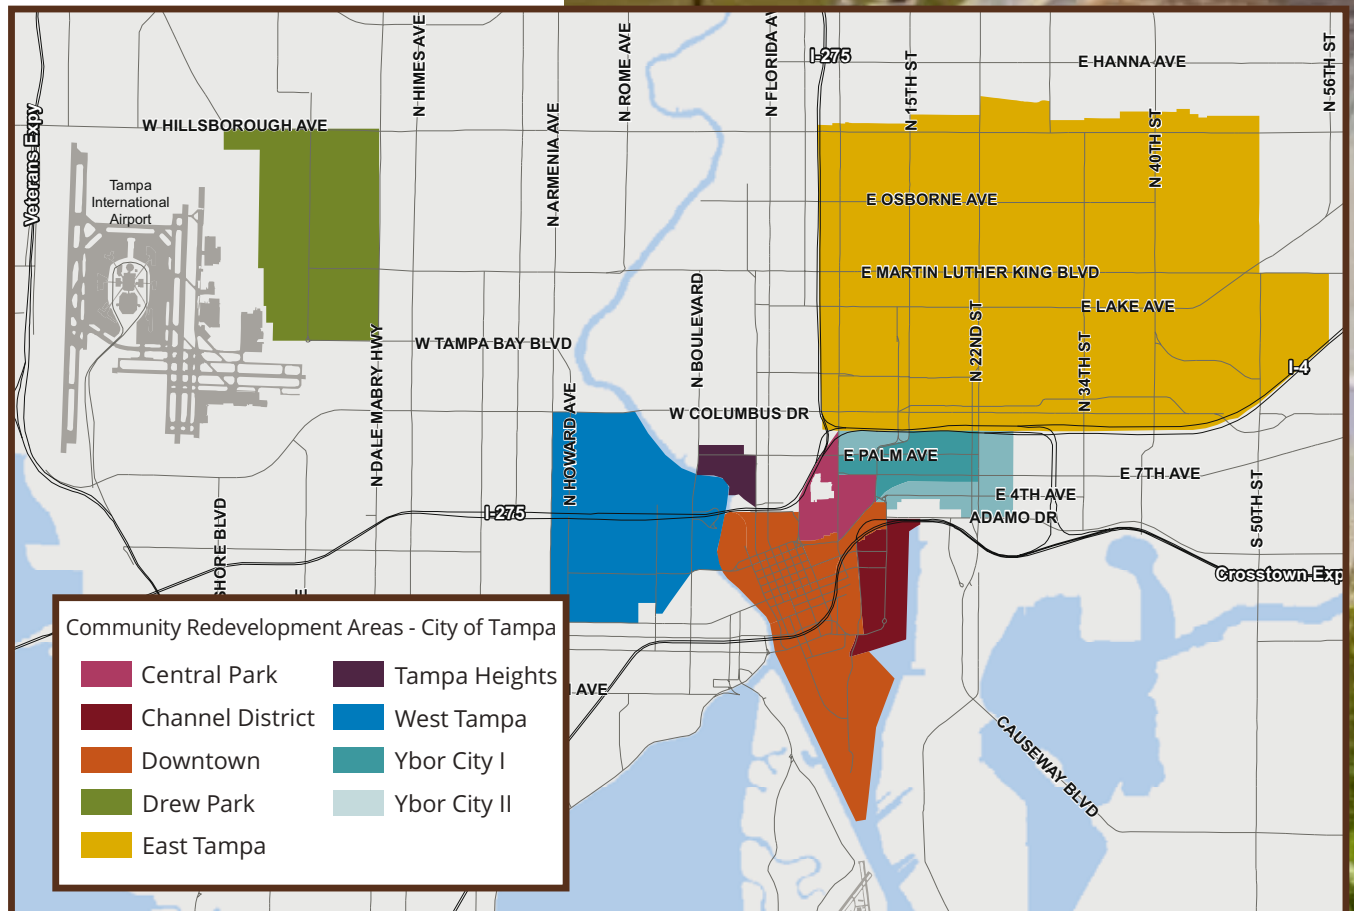 E HANNA AVE
I-275
N HIMES AVE
N ROME AVE
N FLORIDA AV
N 15TH ST
N 56TH ST
Veterans Expy
W HILLSBOROUGH AVE
N ARMENIA AVE
N 40TH ST
Tampa
International
Airport
E OSBORNE AVE
E MARTIN LUTHER KING BLVD
E LAKE AVE
N BOULEVARD
N 22ND ST
N 34TH ST
W TAMPA BAY BLVD
N DALE MABRY HWY
I-4
N HOWARD AVE
W COLUMBUS DR
E PALM AVE
E 7TH AVE
E 4TH AVE
ADAMO DR
I-275
S 50TH ST
SHORE BLVD
Crosstown Exp
E
AVE
CAUSEWAY BLVD
Community Redevelopment Areas - City of Tampa
Central Park
Channel District
Downtown
Drew Park
East Tampa
Tampa Heights
West Tampa
Ybor City I
Ybor City II